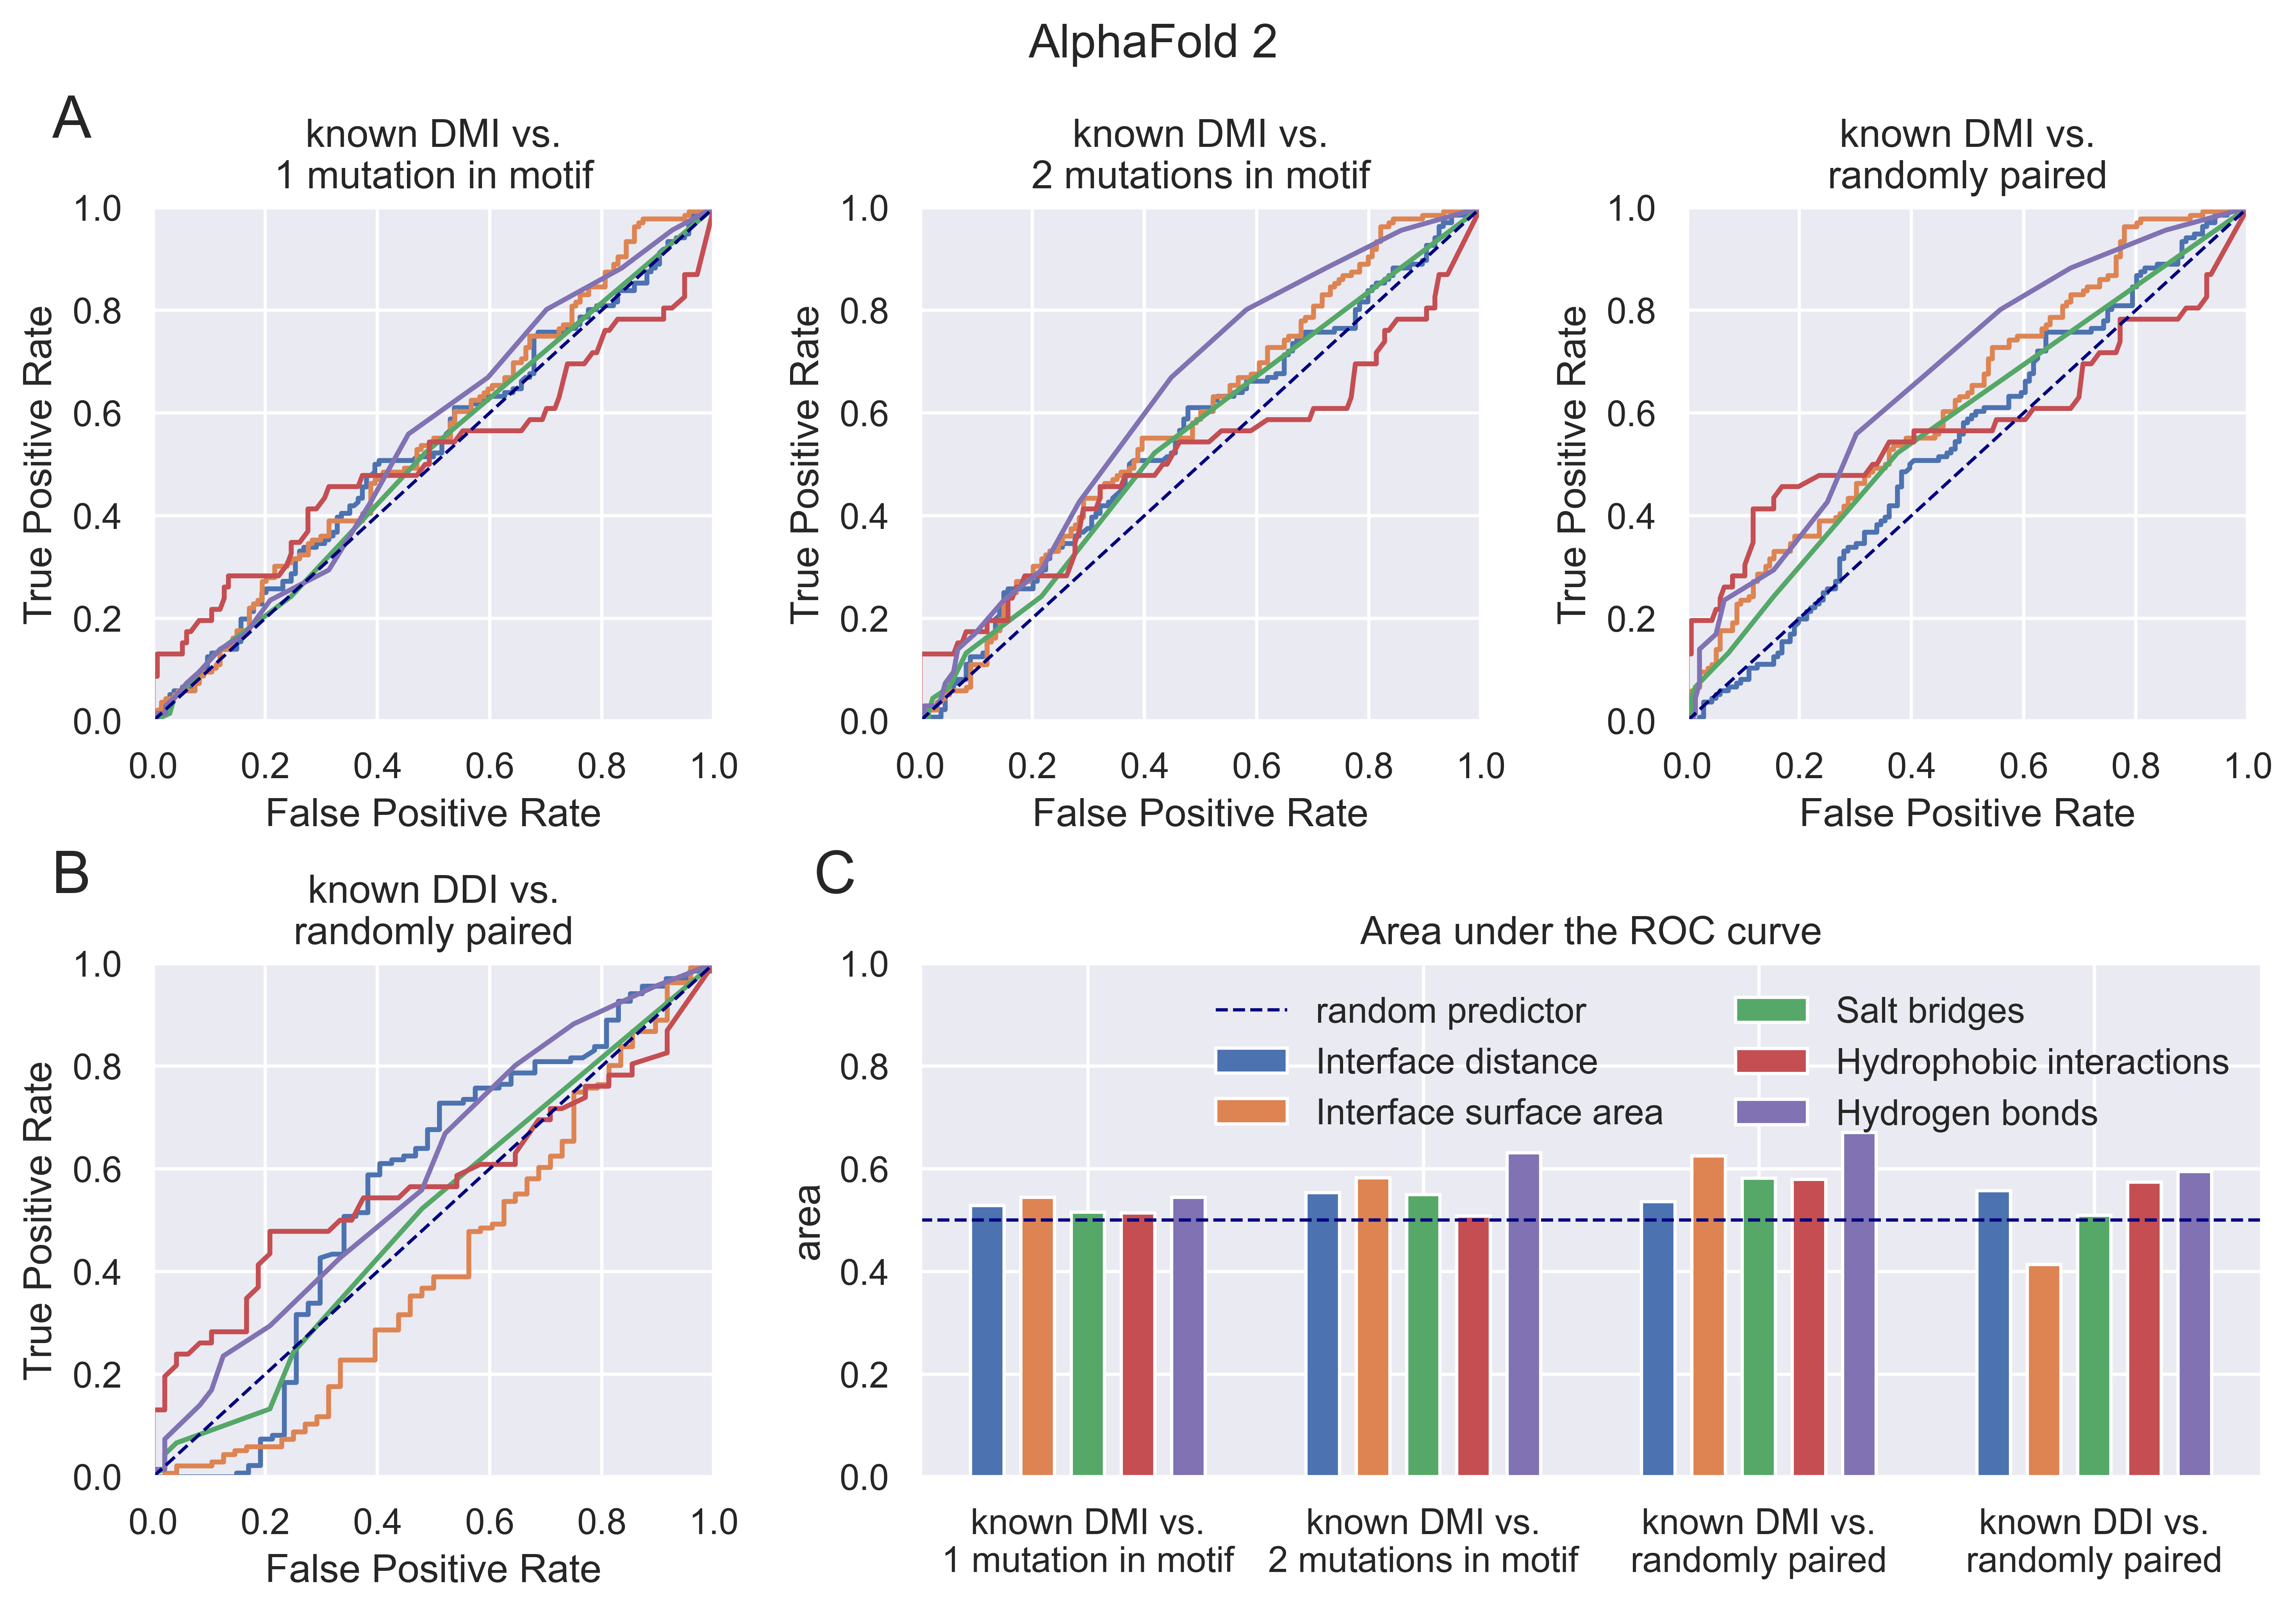 AlphaFold 2
A
known DMI vs.
1 mutation in motif
1.0
0.8
0.6
0.4
0.2
0.0
True Positive Rate
0.0 0.2 0.4 0.6 0.8 1.0
False Positive Rate
known DMI vs.
2 mutations in motif
1.0
0.8
0.6
0.4
0.2
0.0
True Positive Rate
0.0 0.2 0.4 0.6 0.8 1.0
False Positive Rate
known DMI vs.
randomly paired
1.0
0.8
0.6
0.4
0.2
0.0
True Positive Rate
0.0 0.2 0.4 0.6 0.8 1.0
False Positive Rate
B
known DDI vs.
randomly paired
1.0
0.8
0.6
0.4
0.2
0.0
True Positive Rate
0.0 0.2 0.4 0.6 0.8 1.0
False Positive Rate
C
Area under the ROC curve
1.0
0.8
0.6
0.4
0.2
0.0
area
random predictor
Interface distance
Interface surface area
Salt bridges
Hydrophobic interactions
Hydrogen bonds
known DMI vs.
1 mutation in motif
known DMI vs.
2 mutations in motif
known DMI vs.
randomly paired
known DDI vs.
randomly paired